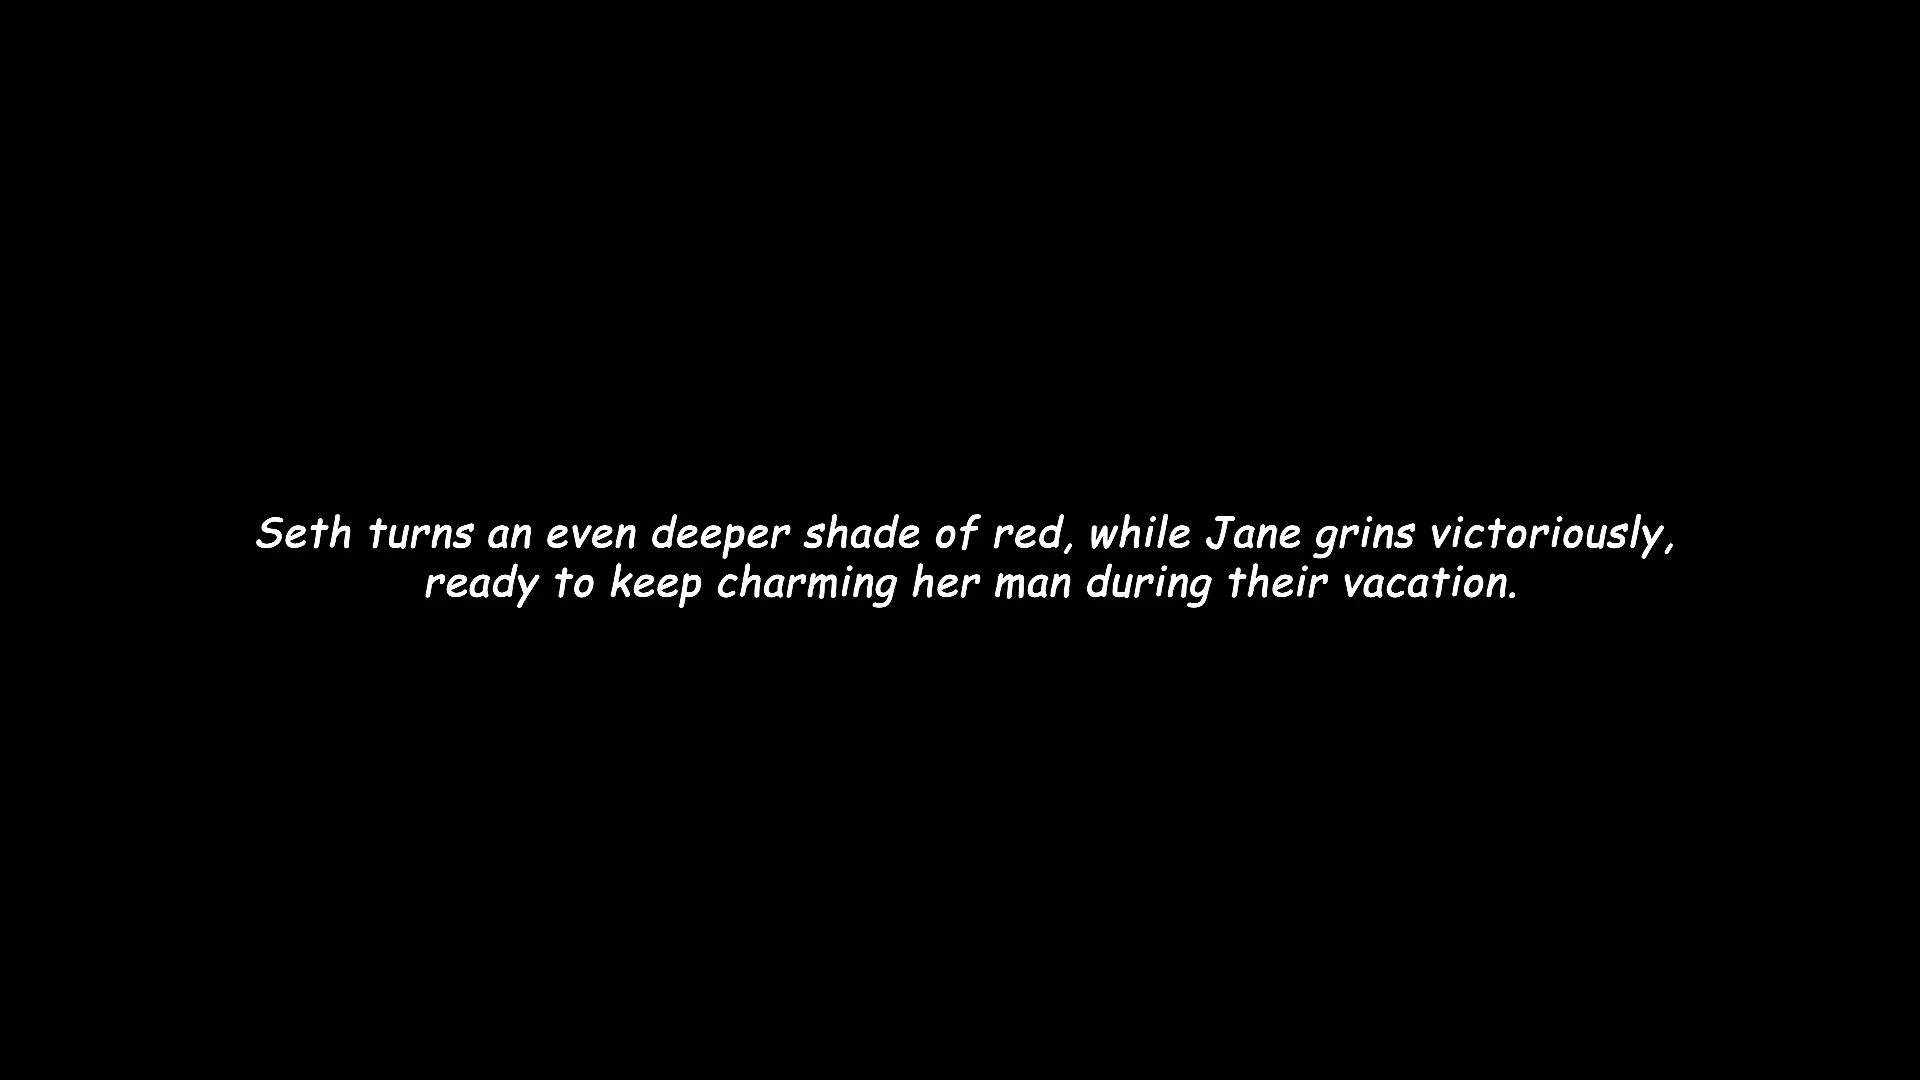 Seth turns an even deeper shade of red, while Jane grins victoriously,
ready to keep charming her man during their vacation.